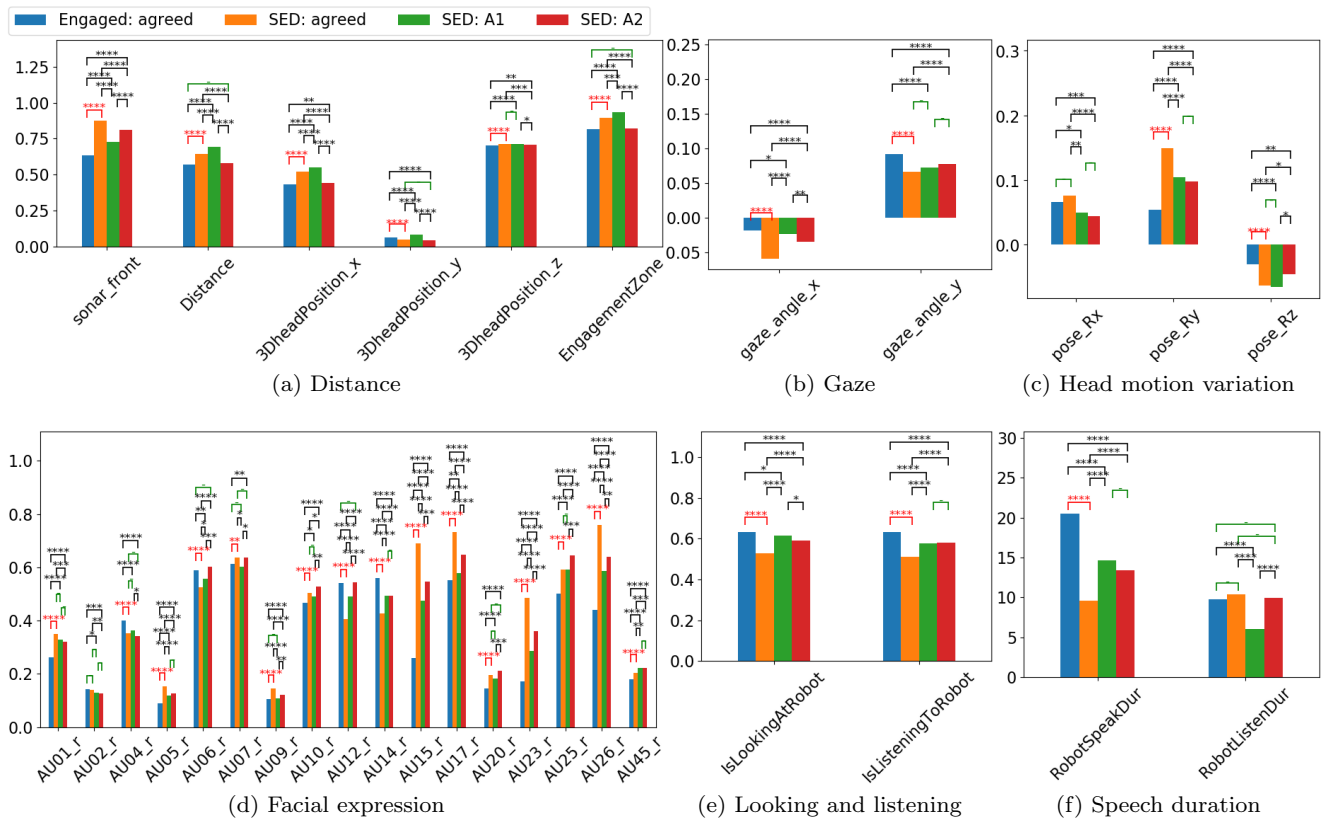 Engaged: agreed SED: agreed SED: A1 SED: A2
1.25
1.00
0.75
0.50
0.25
0.00
sonar_front
Distance
3DheadPosition_x
3DheadPosition_y
3DheadPosition_z
EngagementZone
(a) Distance
0.25
0.20
0.15
0.10
0.05
0.00
0.05
gaze_angle_x
gaze_angle_y
(b) Gaze
0.3
0.2
0.1
0.0
pose_Rx
pose_Ry
pose_Rz
(c) Head motion variation
1.0
0.8
0.6
0.4
0.2
0.0
AU01_r
AU02_r
AU04_r
AU05_r
AU06_r
AU07_r
AU09_r
AU10_r
AU12_r
AU14_r
AU15_r
AU17_r
AU20_r
AU23_r
AU25_r
AU26_r
AU45_r
(d) Facial expression
1.0
0.8
0.6
0.4
0.2
0.0
IsLookingAtRobot
IsListeningToRobot
(e) Looking and listening
30
25
20
15
10
5
0
RobotSpeakDur
RobotListenDur
(f) Speech duration